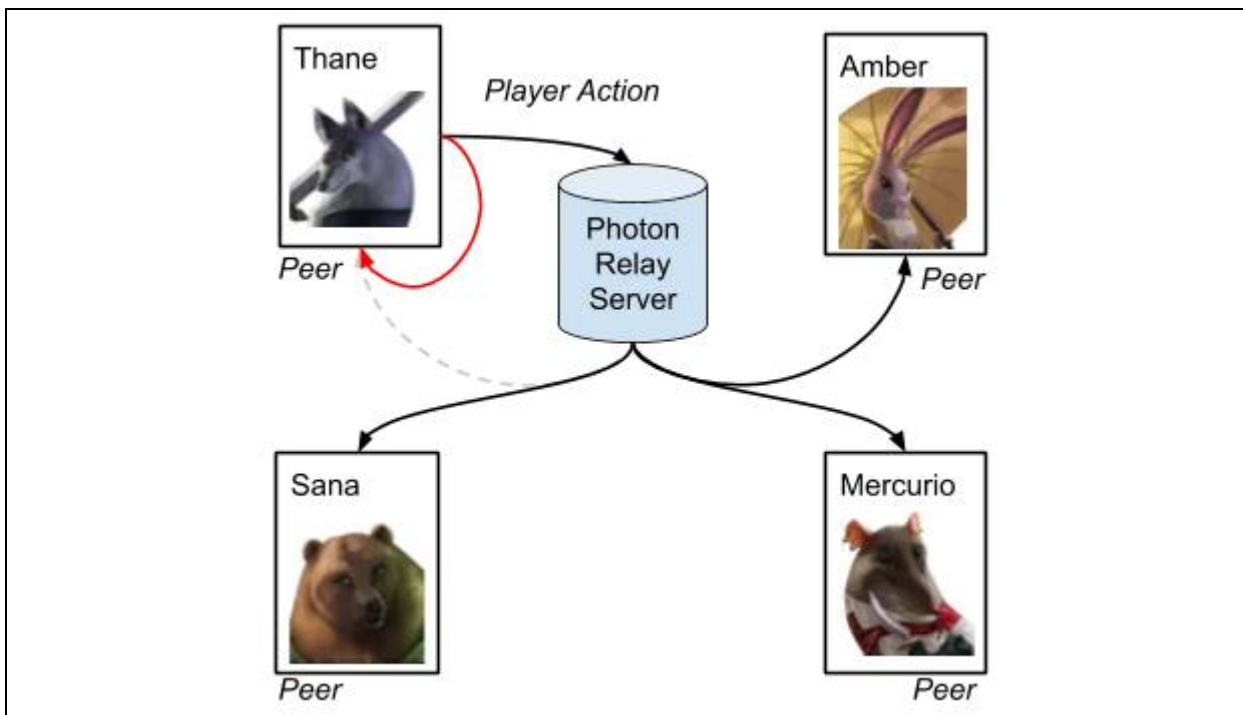 Thane
Player Action
Amber
Photon
Relay
Server
Peer
Peer
Sana
Mercurio
Peer
Peer